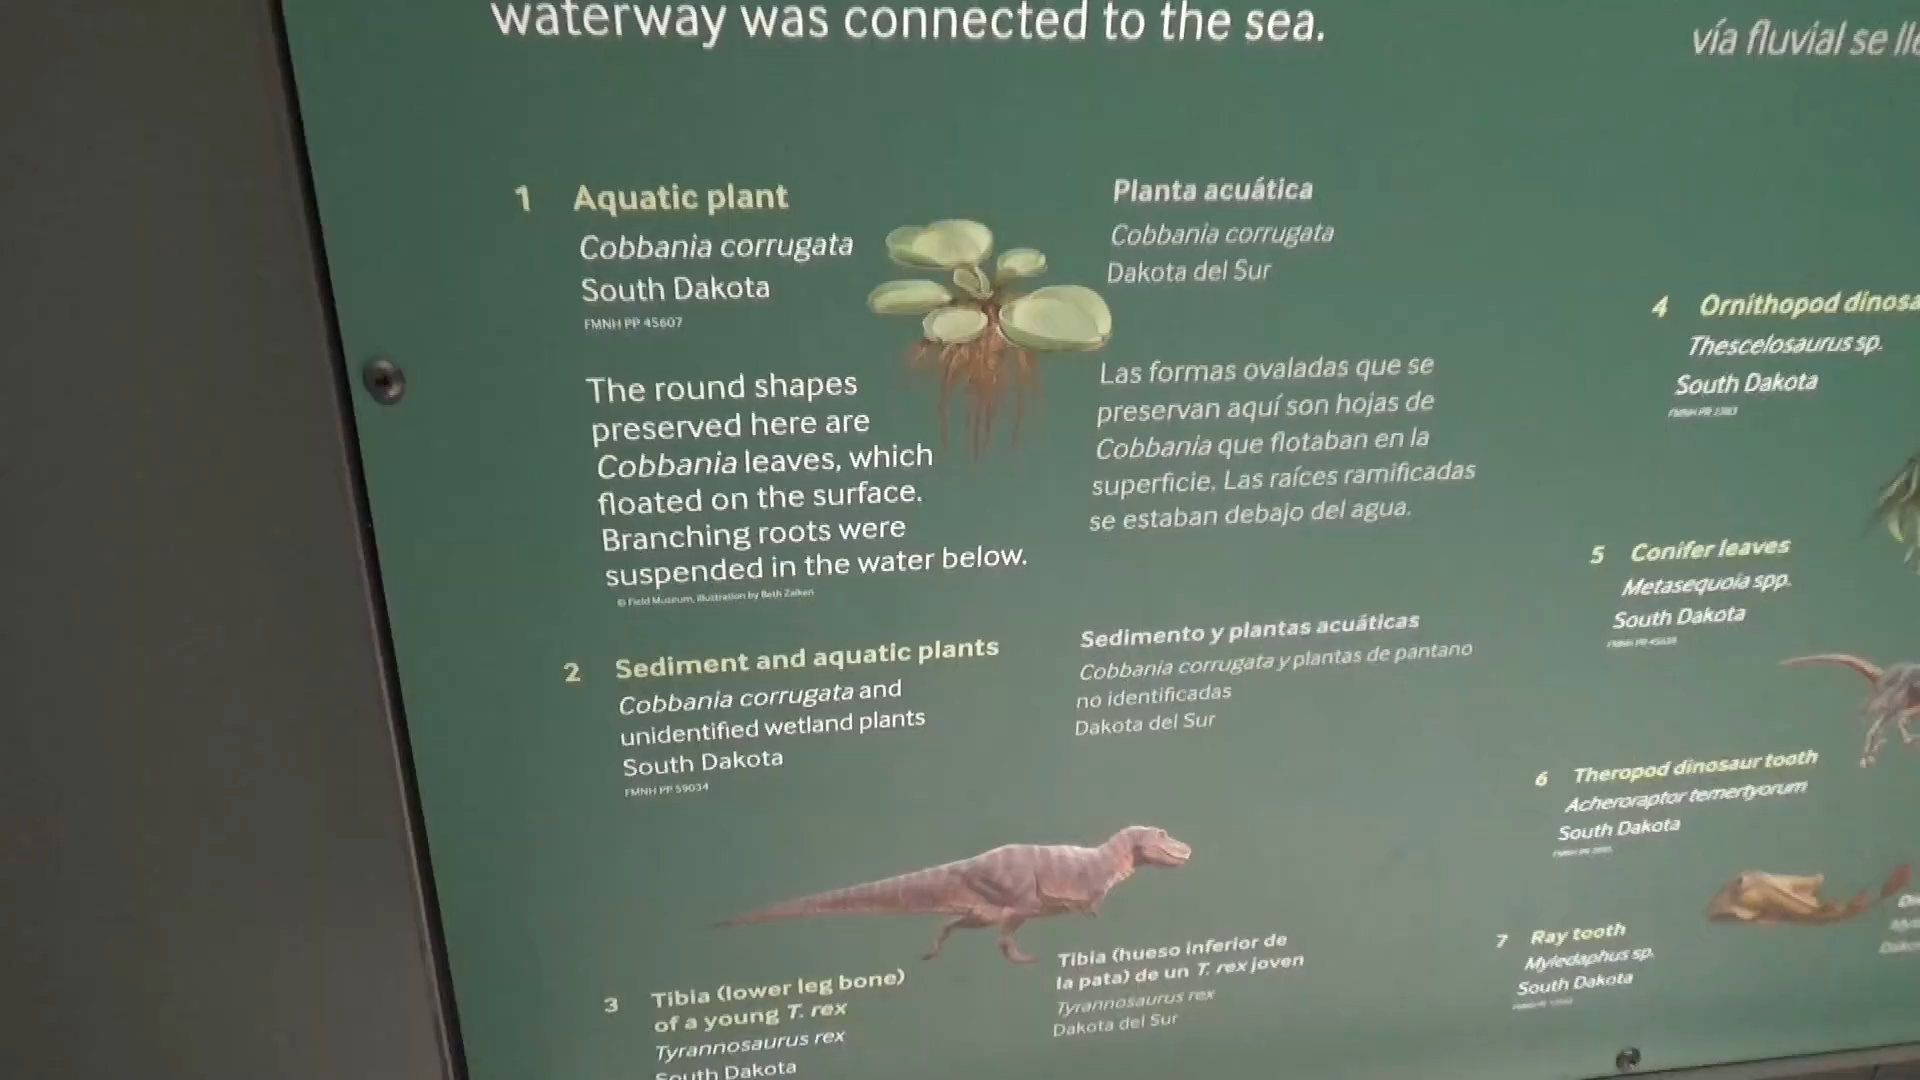 waterway was connected to the sea.
vía fluvial se
1 Aquatic plant
Cobbania corrugata
South Dakota
FMNH PP 45607
The round shapes
preserved here are
Cobbania leaves, which
floated on the surface.
Branching roots were
suspended in the water below.
© Field Museum, illustration by Beth Zaiken
Planta acuática
Cobbania corrugata
Dakota del Sur
Las formas ovaladas que se
preservan aquí son hojas de
Cobbania que flotaban en la
superficie. Las raíces ramificadas
se estaban debajo del agua.
2 Sediment and aquatic plants
Cobbania corrugata and
unidentified wetland plants
South Dakota
FMNH PP 59034
Sedimento y plantas acuáticas
Cobbania corrugata y plantas de pantano
no identificadas
Dakota del Sur
3 Tibia (lower leg bone)
of a young T. rex
Tyrannosaurus rex
South Dakota
Tibia (hueso inferior de
la pata) de un T. rex joven
Tyrannosaurus rex
Dakota del Sur
4 Ornithopod
Thescelosaurus sp.
South Dakota
5 Conifer leaves
Metasequoia spp.
South Dakota
6 Theropod dinosaur tooth
Acheroraptor temertyorum
South Dakota
7 Ray tooth
Myledaphus sp.
South Dakota